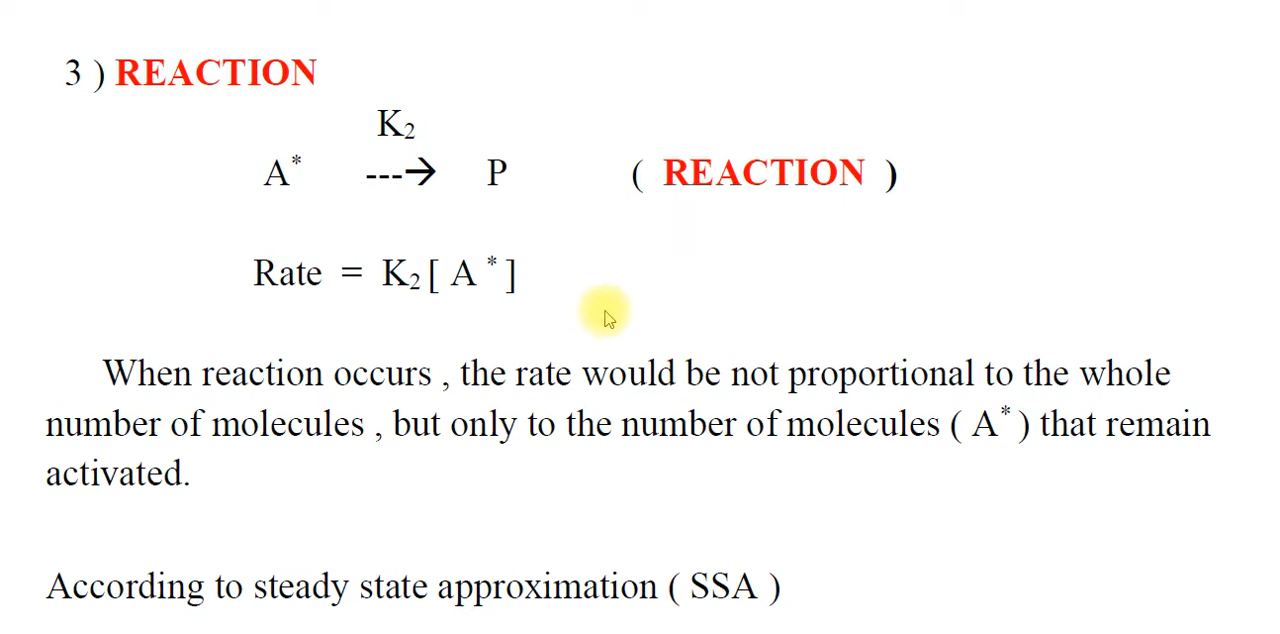 3 ) REACTION
K₂
A* ---→ P ( REACTION )
Rate = K₂ [ A * ]
When reaction occurs , the rate would be not proportional to the whole
number of molecules , but only to the number of molecules ( A* ) that remain
activated.
According to steady state approximation ( SSA )